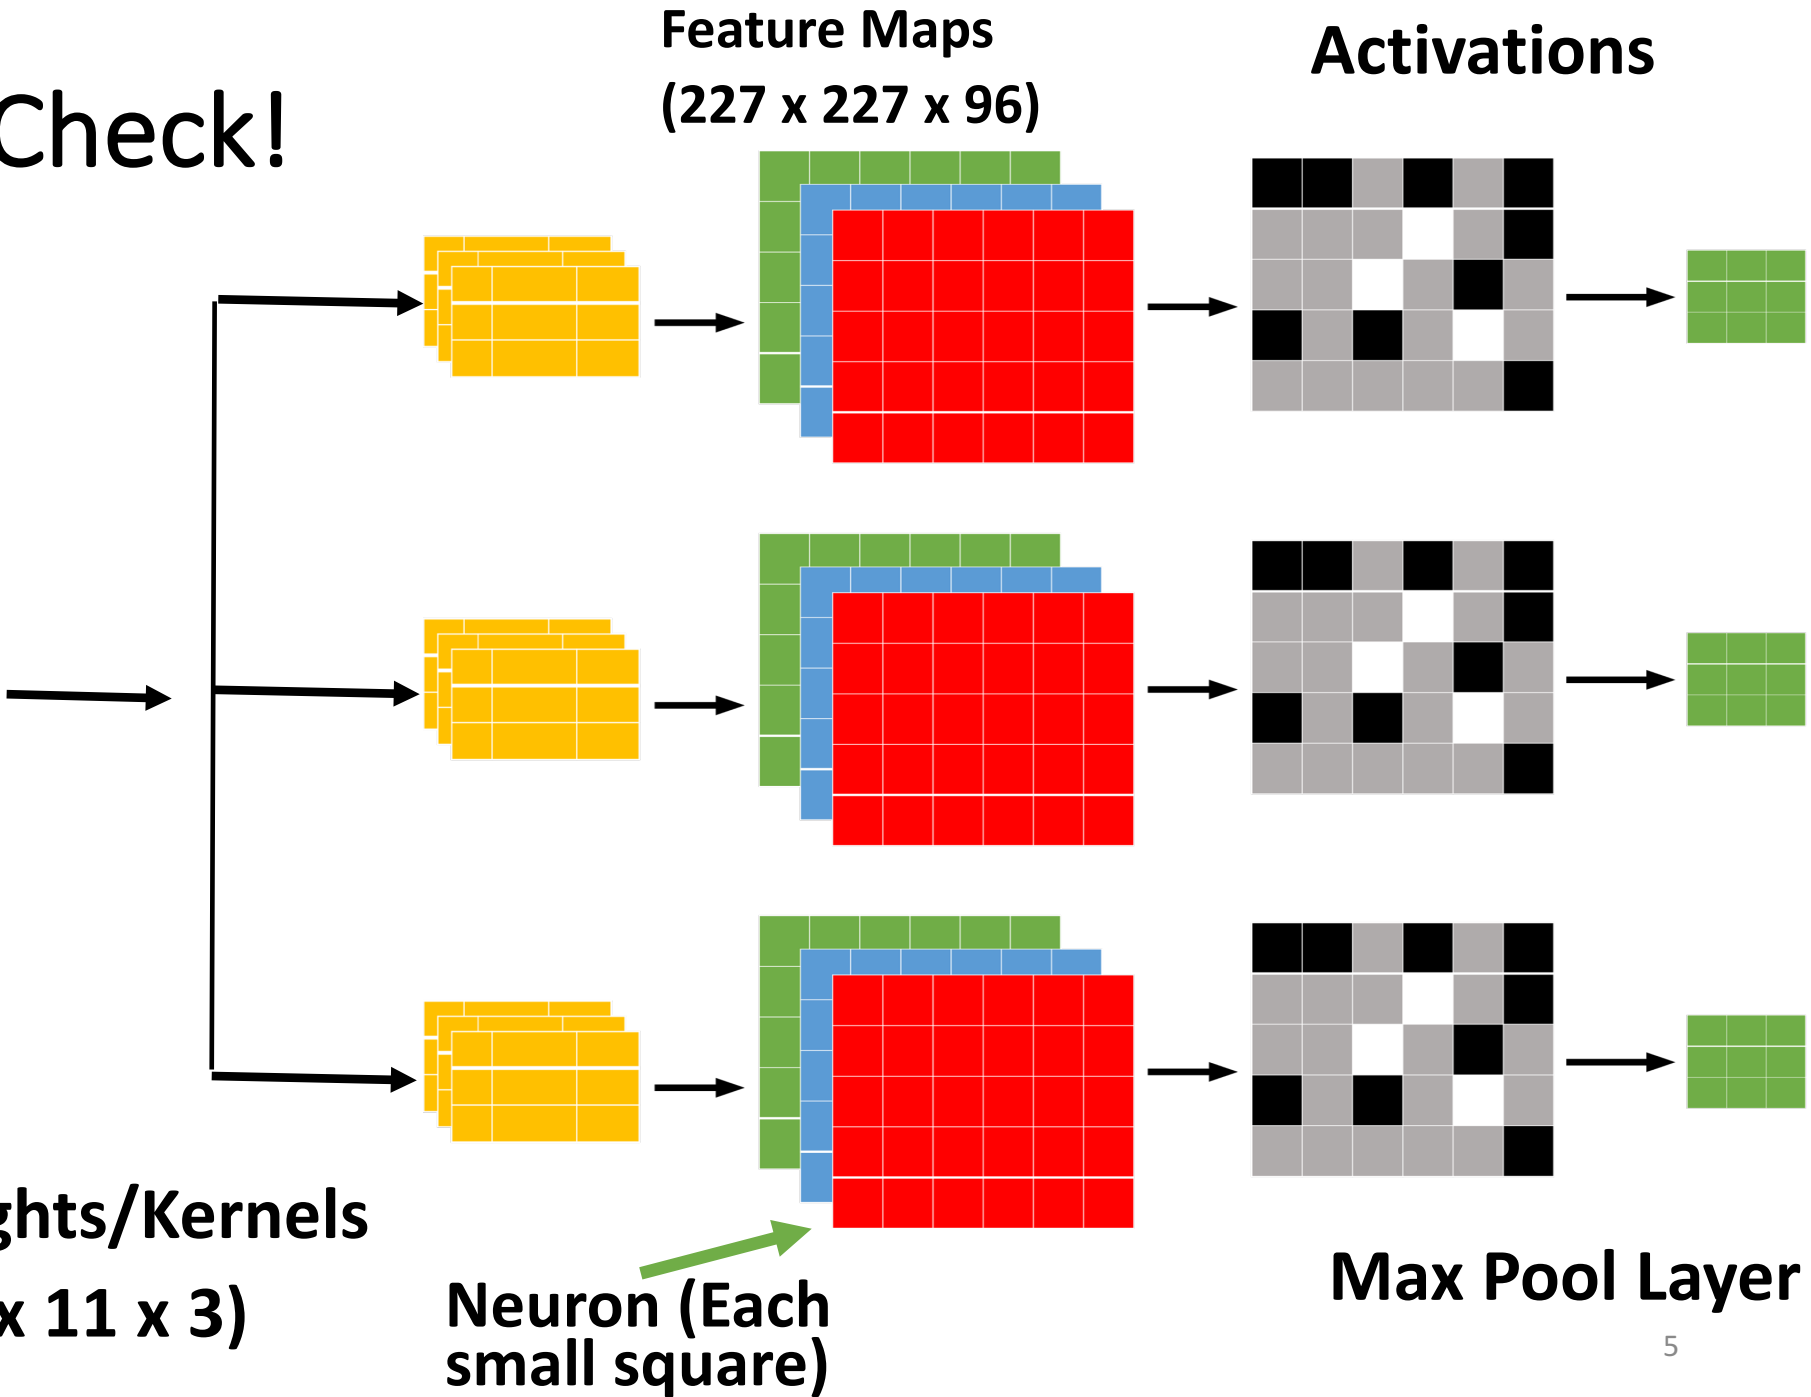 Feature Maps
(227 x 227 x 96)
Activations
Check!
ghts/Kernels
x 11 x 3)
Neuron (Each
small square)
Max Pool Layer
5